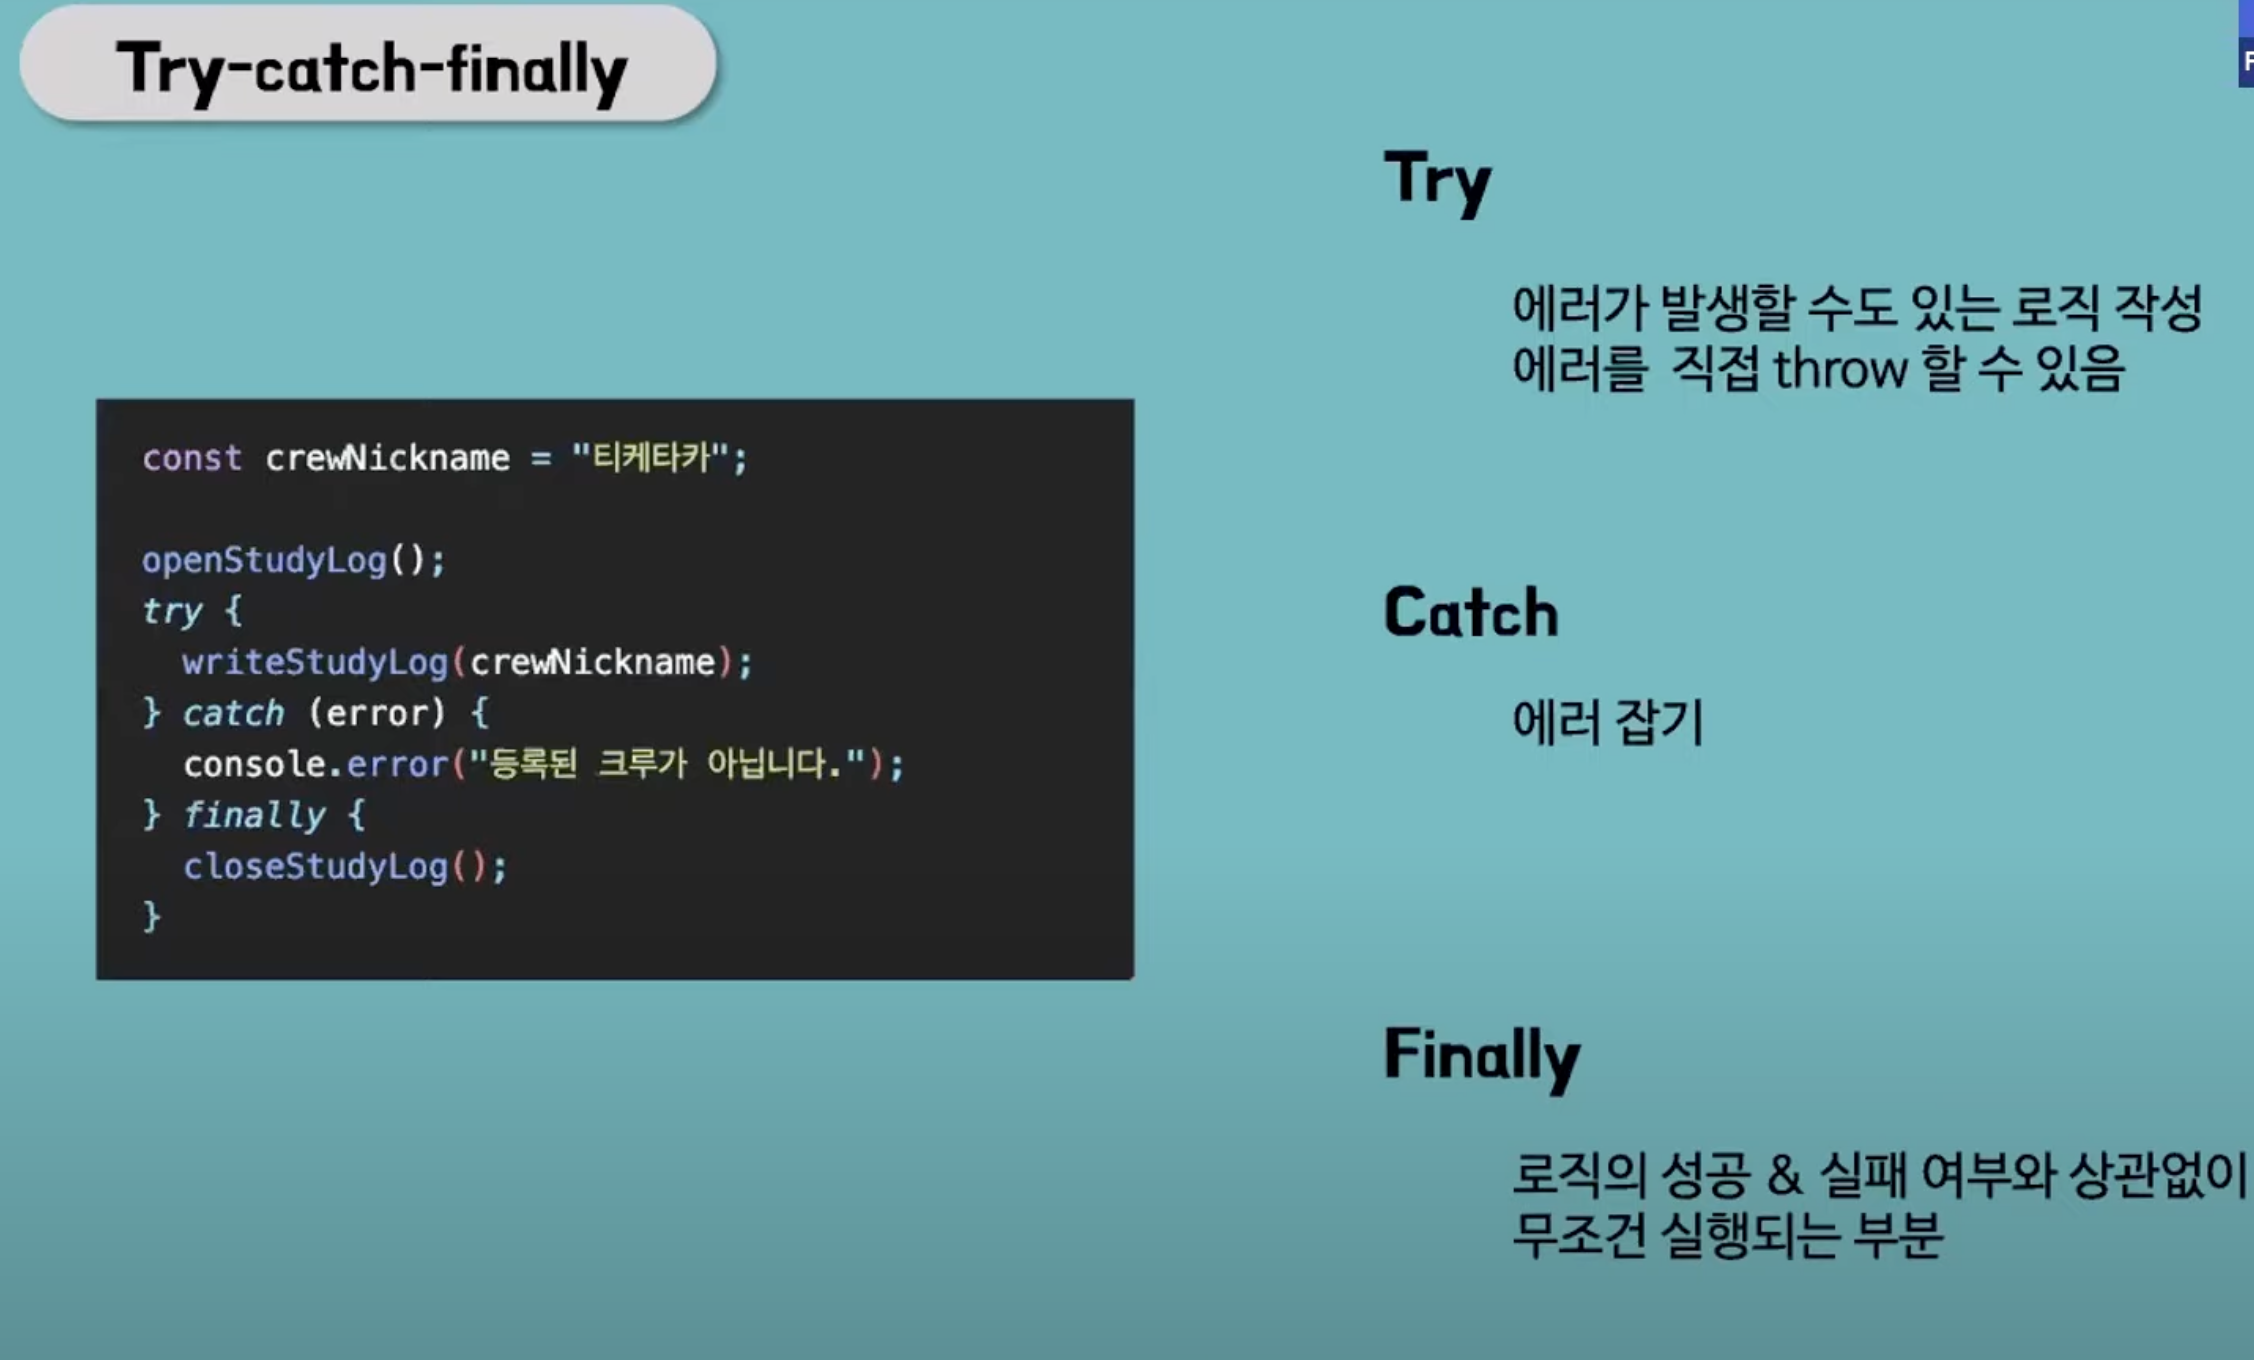 Try-catch-finally
const crewNickname = "티케타카";
openStudyLog();
try {
  writeStudyLog(crewNickname);
} catch (error) {
  console.error("등록된 크루가 아닙니다.");
} finally {
  closeStudyLog();
}
Try
에러가 발생할 수도 있는 로직 작성
에러를 직접 throw 할 수 있음
Catch
에러 잡기
Finally
로직의 성공 & 실패 여부와 상관없이
무조건 실행되는 부분